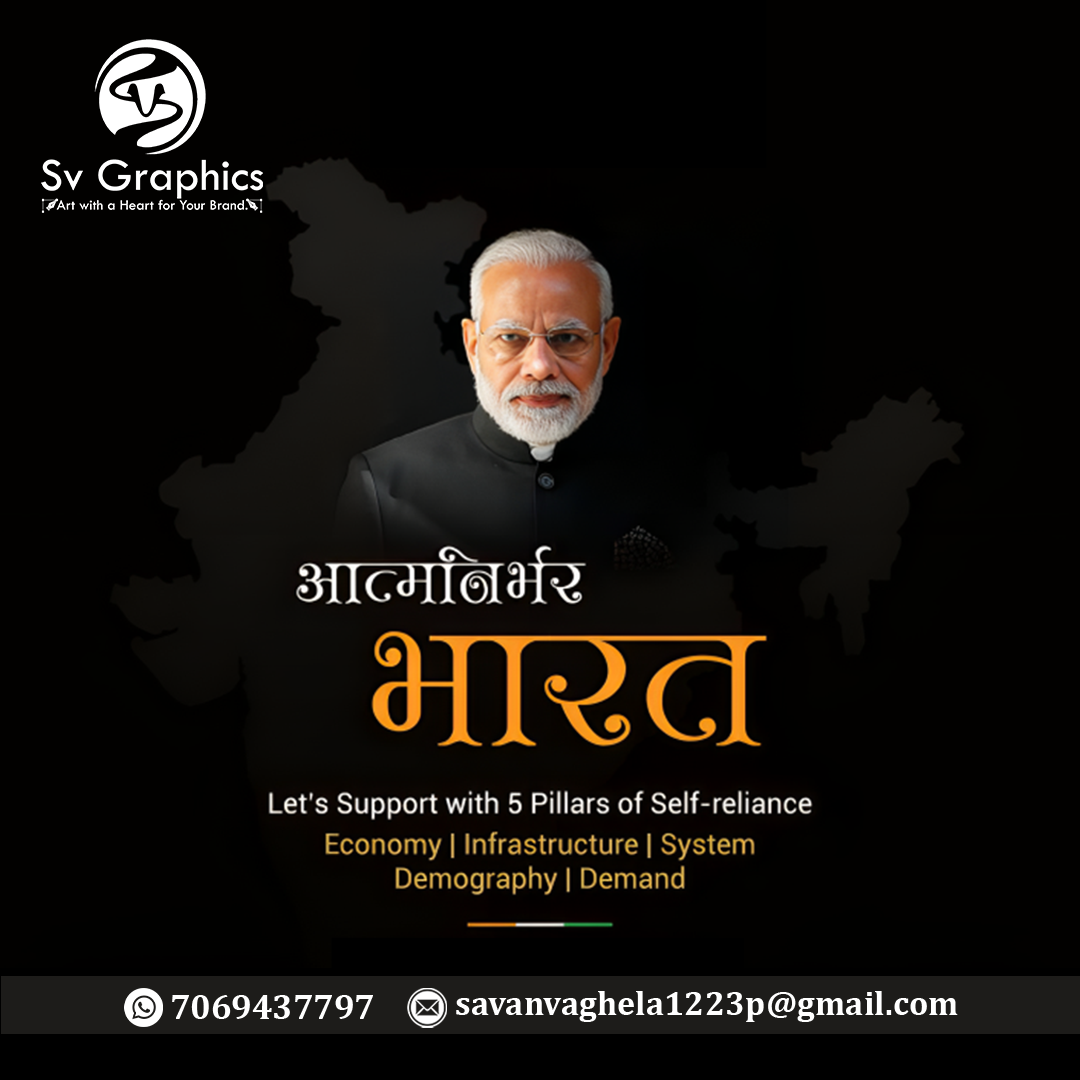 Sv Graphics
Art with a Heart for Your Brand.
आत्मनिर्भर
भारत
Let's Support with 5 Pillars of Self-reliance
Economy | Infrastructure | System
Demography | Demand
7069437797 savanvaghela1223p@gmail.com